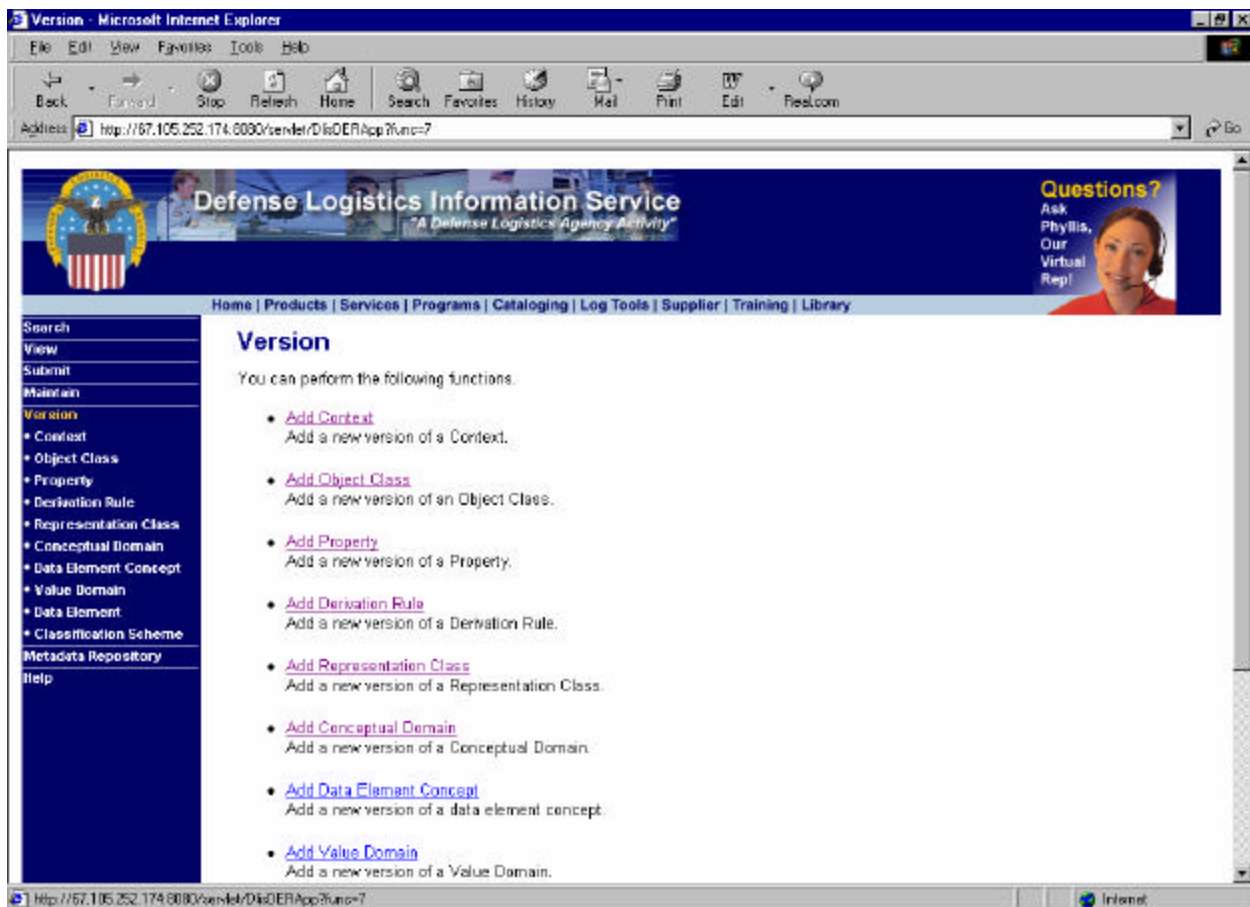 Version - Microsoft Internet Explorer
File Edit View Favorites Tools Help
Back Forward Stop Refresh Home Search Favorites History Mail Print Edit Real.com
Address http://67.105.252.174:8080/servlet/DlisDERApp?func=7 Go
Defense Logistics Information Service
"A Defense Logistics Agency Activity"
Questions?
Ask
Phyllis,
Our
Virtual
Rep!
Home | Products | Services | Programs | Cataloging | Log Tools | Supplier | Training | Library
Search
View
Submit
Maintain
Version
• Context
• Object Class
• Property
• Derivation Rule
• Representation Class
• Conceptual Domain
• Data Element Concept
• Value Domain
• Data Element
• Classification Scheme
Metadata Repository
Help
Version
You can perform the following functions.
• Add Context
Add a new version of a Context.
• Add Object Class
Add a new version of an Object Class.
• Add Property
Add a new version of a Property.
• Add Derivation Rule
Add a new version of a Derivation Rule.
• Add Representation Class
Add a new version of a Representation Class.
• Add Conceptual Domain
Add a new version of a Conceptual Domain.
• Add Data Element Concept
Add a new version of a data element concept.
• Add Value Domain
Add a new version of a Value Domain.
http://67.105.252.174:8080/servlet/DlisDERApp?func=7 Internet